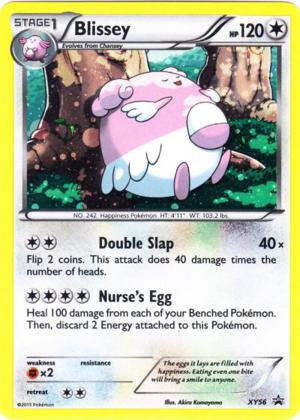 STAGE1
Blissey
HP120
Evolves from Chansey
NO. 242 Happiness Pokémon HT: 4'11" WT: 103.2 lbs.
Double Slap 40×
Flip 2 coins. This attack does 40 damage times the
number of heads.
Nurse's Egg
Heal 100 damage from each of your Benched Pokémon.
Then, discard 2 Energy attached to this Pokémon.
weakness
resistance
×2
retreat
The eggs it lays are filled with
happiness. Eating even one bite
will bring a smile to anyone.
Illus. Akira Komayama
©2015 Pokémon
XY56
PROMO